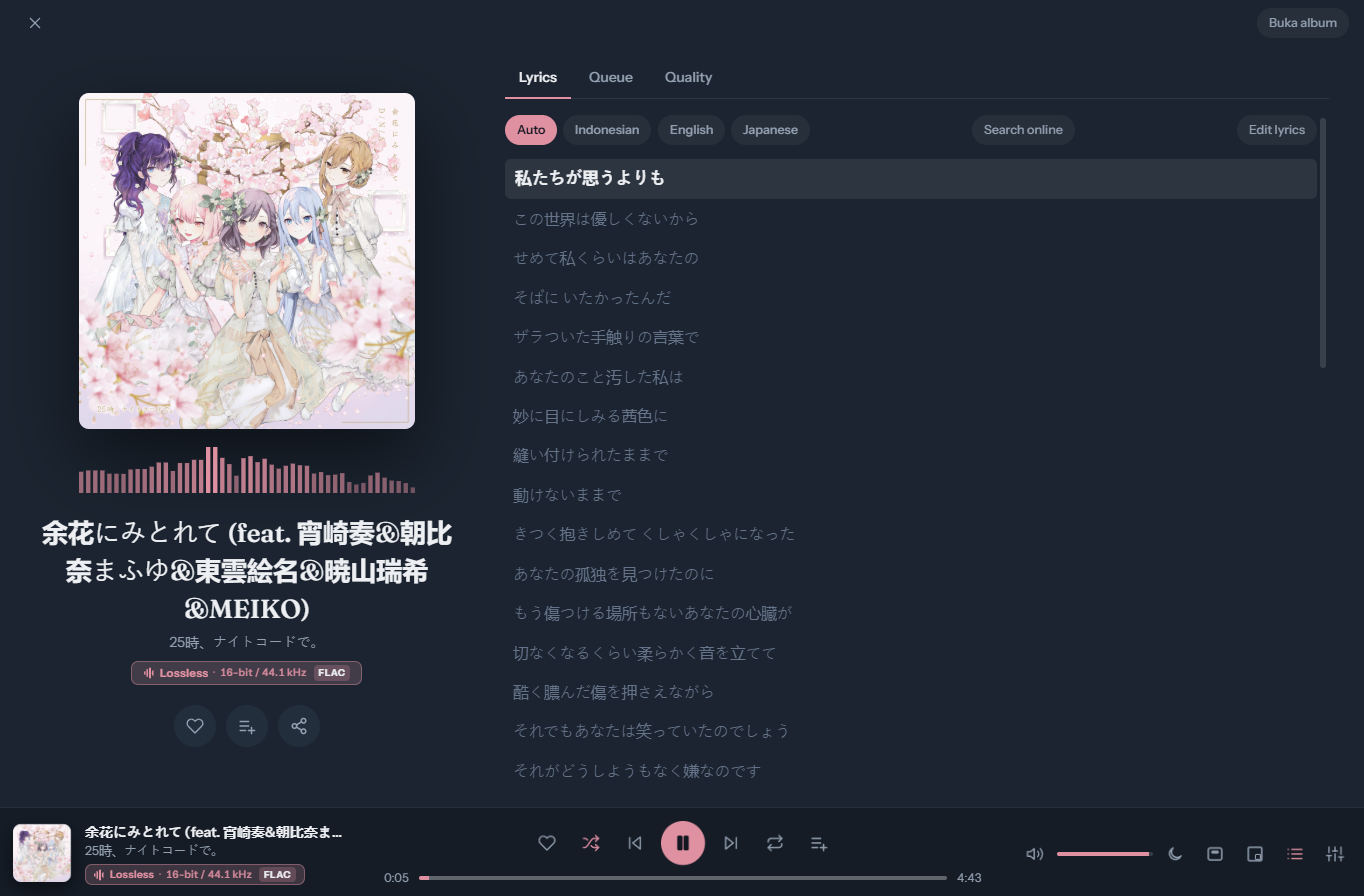 Buka album
余花にみとれて (feat. 宵崎奏&朝比
奈まふゆ&東雲絵名&暁山瑞希
&MEIKO)
25時、ナイトコードで。
Lossless · 16-bit / 44.1 kHz FLAC
Lyrics Queue Quality
Auto Indonesian English Japanese Search online Edit lyrics
私たちが思うよりも
この世界は優しくないから
せめて私くらいはあなたの
そばに いたかったんだ
ザラついた手触りの言葉で
あなたのこと汚した私は
妙に目にしみる茜色に
縫い付けられたままで
動けないままで
きつく抱きしめて くしゃくしゃになった
あなたの孤独を見つけたのに
もう傷つける場所もないあなたの心臓が
切なくなるくらい柔らかく音を立てて
酷く膿んだ傷を押さえながら
それでもあなたは笑っていたのでしょう
それがどうしようもなく嫌なのです
余花にみとれて (feat. 宵崎奏&朝比奈ま...
25時、ナイトコードで。
Lossless · 16-bit / 44.1 kHz FLAC
0:05 4:43